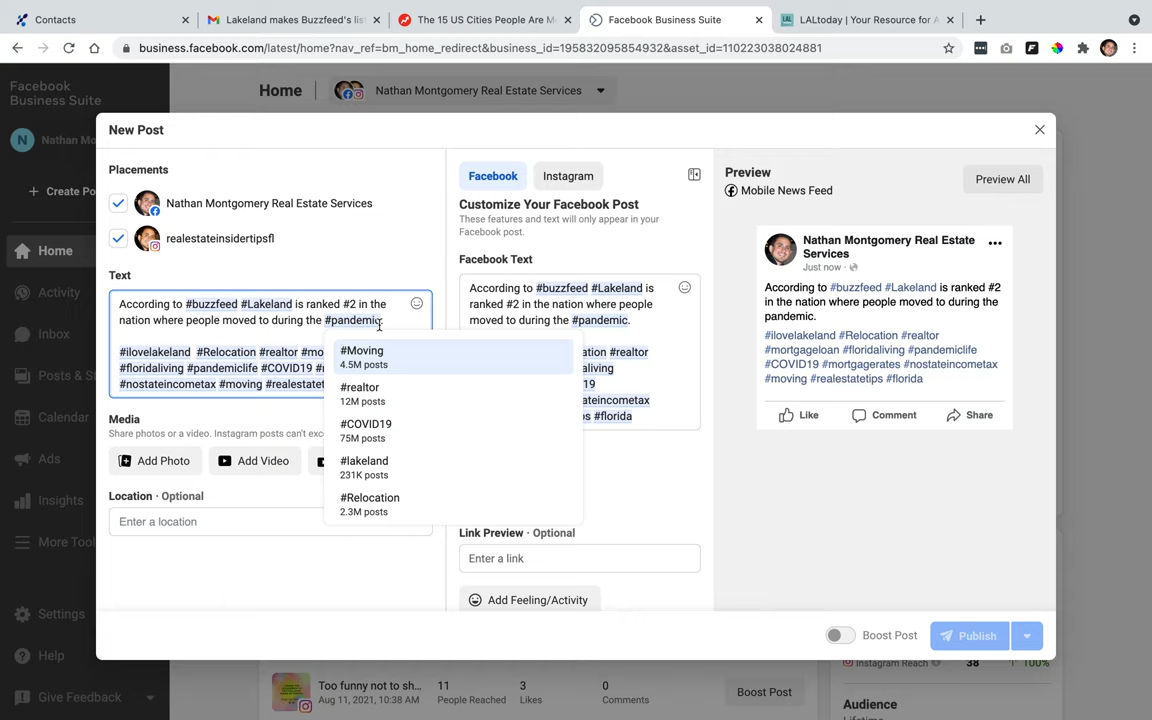 Contacts
Lakeland makes Buzzfeed's lis
The 15 US Cities People Are M
Facebook Business Suite
LALtoday | Your Resource for A
business.facebook.com/latest/home?nav_ref=bm_home_redirect&business_id=195832095854932&asset_id=110223038024881
Facebook
Business Suite
Home
Nathan Montgomery Real Estate Services
N
Nathan Mo
Create Po
Home
Activity
Inbox
Posts & S
Calendar
Ads
Insights
More Tool
Settings
Help
Give Feedback
New Post
Placements
Nathan Montgomery Real Estate Services
realestateinsidertipsfl
Text
According to #buzzfeed #Lakeland is ranked #2 in the
nation where people moved to during the #pandemic.
#ilovelakeland #Relocation #realtor #mo
#floridaliving #pandemiclife #COVID19 #
#nostateincometax #moving #realestatet
#Moving
4.5M posts
#realtor
12M posts
#COVID19
75M posts
#lakeland
231K posts
#Relocation
2.3M posts
Media
Share photos or a video. Instagram posts can't exc
Add Photo
Add Video
Location · Optional
Enter a location
Facebook
Instagram
Customize Your Facebook Post
These features and text will only appear in your
Facebook post.
Facebook Text
According to #buzzfeed #Lakeland is
ranked #2 in the nation where people
moved to during the #pandemic.
ation #realtor
aliving
19
ateincometax
s #florida
Link Preview · Optional
Enter a link
Add Feeling/Activity
Preview
Mobile News Feed
Preview All
Nathan Montgomery Real Estate
Services
Just now ·
According to #buzzfeed #Lakeland is ranked #2
in the nation where people moved to during the
pandemic.
#ilovelakeland #Relocation #realtor
#mortgageloan #floridaliving #pandemiclife
#COVID19 #mortgagerates #nostateincometax
#moving #realestatetips #florida
Like
Comment
Share
Boost Post
Publish
Too funny not to sh...
Aug 11, 2021, 10:38 AM
11
People Reached
3
Likes
0
Comments
Boost Post
Instagram Reach
38
↑ 100%
Audience
Lifetime